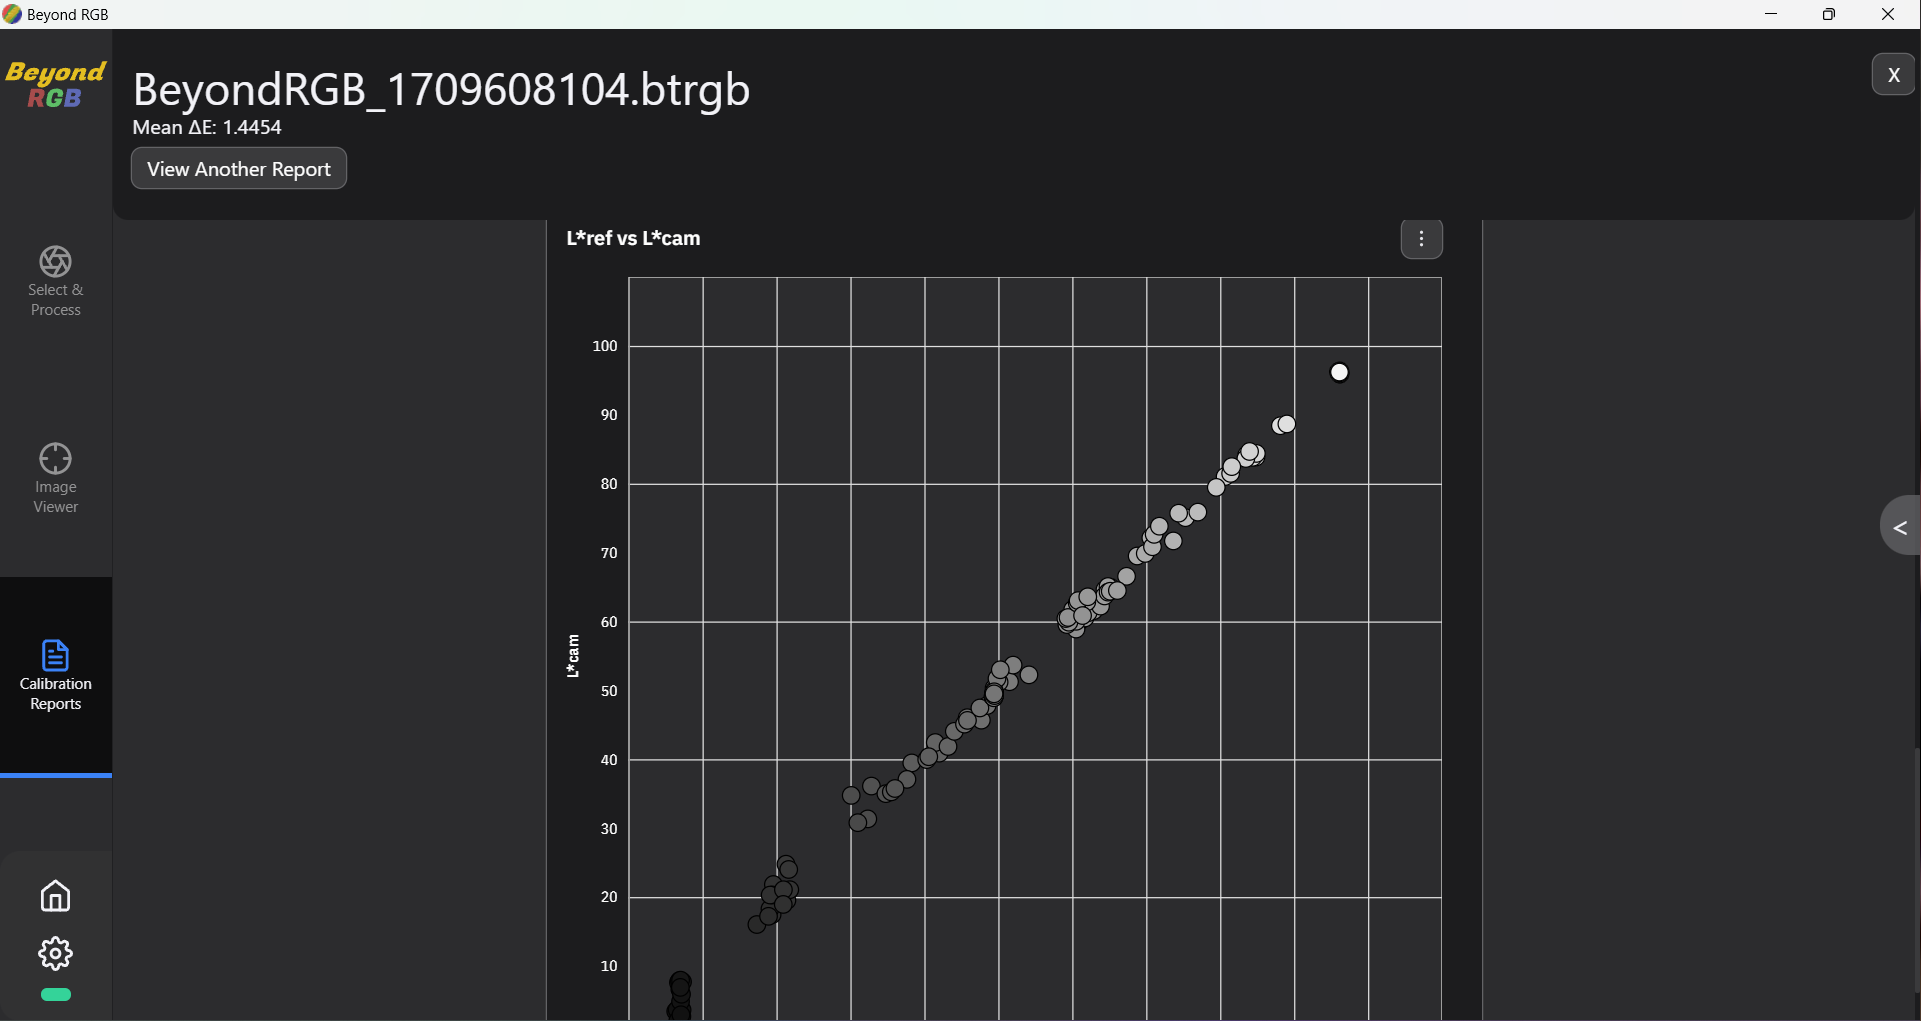 Beyond RGB
Beyond
RGB
BeyondRGB_1709608104.btrgb
Mean ΔE: 1.4454
View Another Report
X
Select &
Process
Image
Viewer
Calibration
Reports
L*ref vs L*cam
100
90
80
70
60
50
40
30
20
10
L*cam
<